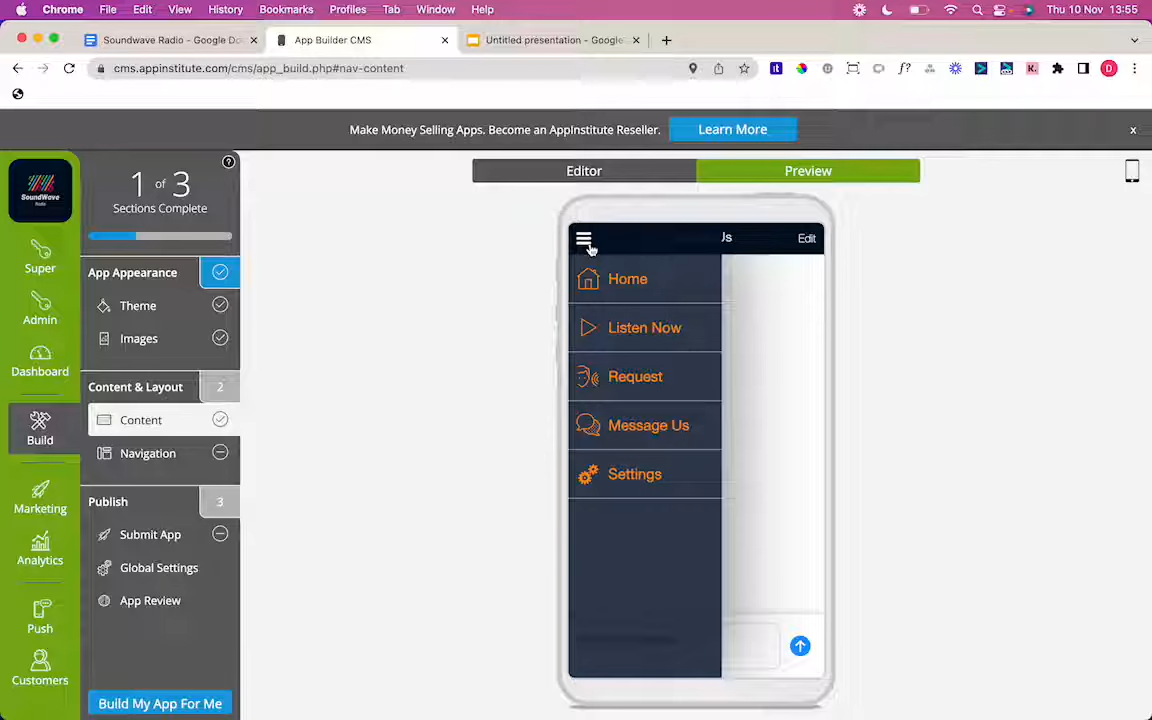 Chrome File Edit View History Bookmarks Profiles Tab Window Help Thu 10 Nov 13:55
Soundwave Radio - Google Do × App Builder CMS × Untitled presentation - Google × +
cms.appinstitute.com/cms/app_build.php#nav-content
Make Money Selling Apps. Become an AppInstitute Reseller. Learn More x
SoundWave
Radio
Super
Admin
Dashboard
Build
Marketing
Analytics
Push
Customers
?
1 of 3
Sections Complete
App Appearance
Theme
Images
Content & Layout 2
Content
Navigation
Publish 3
Submit App
Global Settings
App Review
Build My App For Me
Editor Preview
Us Edit
Home
Listen Now
Request
Message Us
Settings